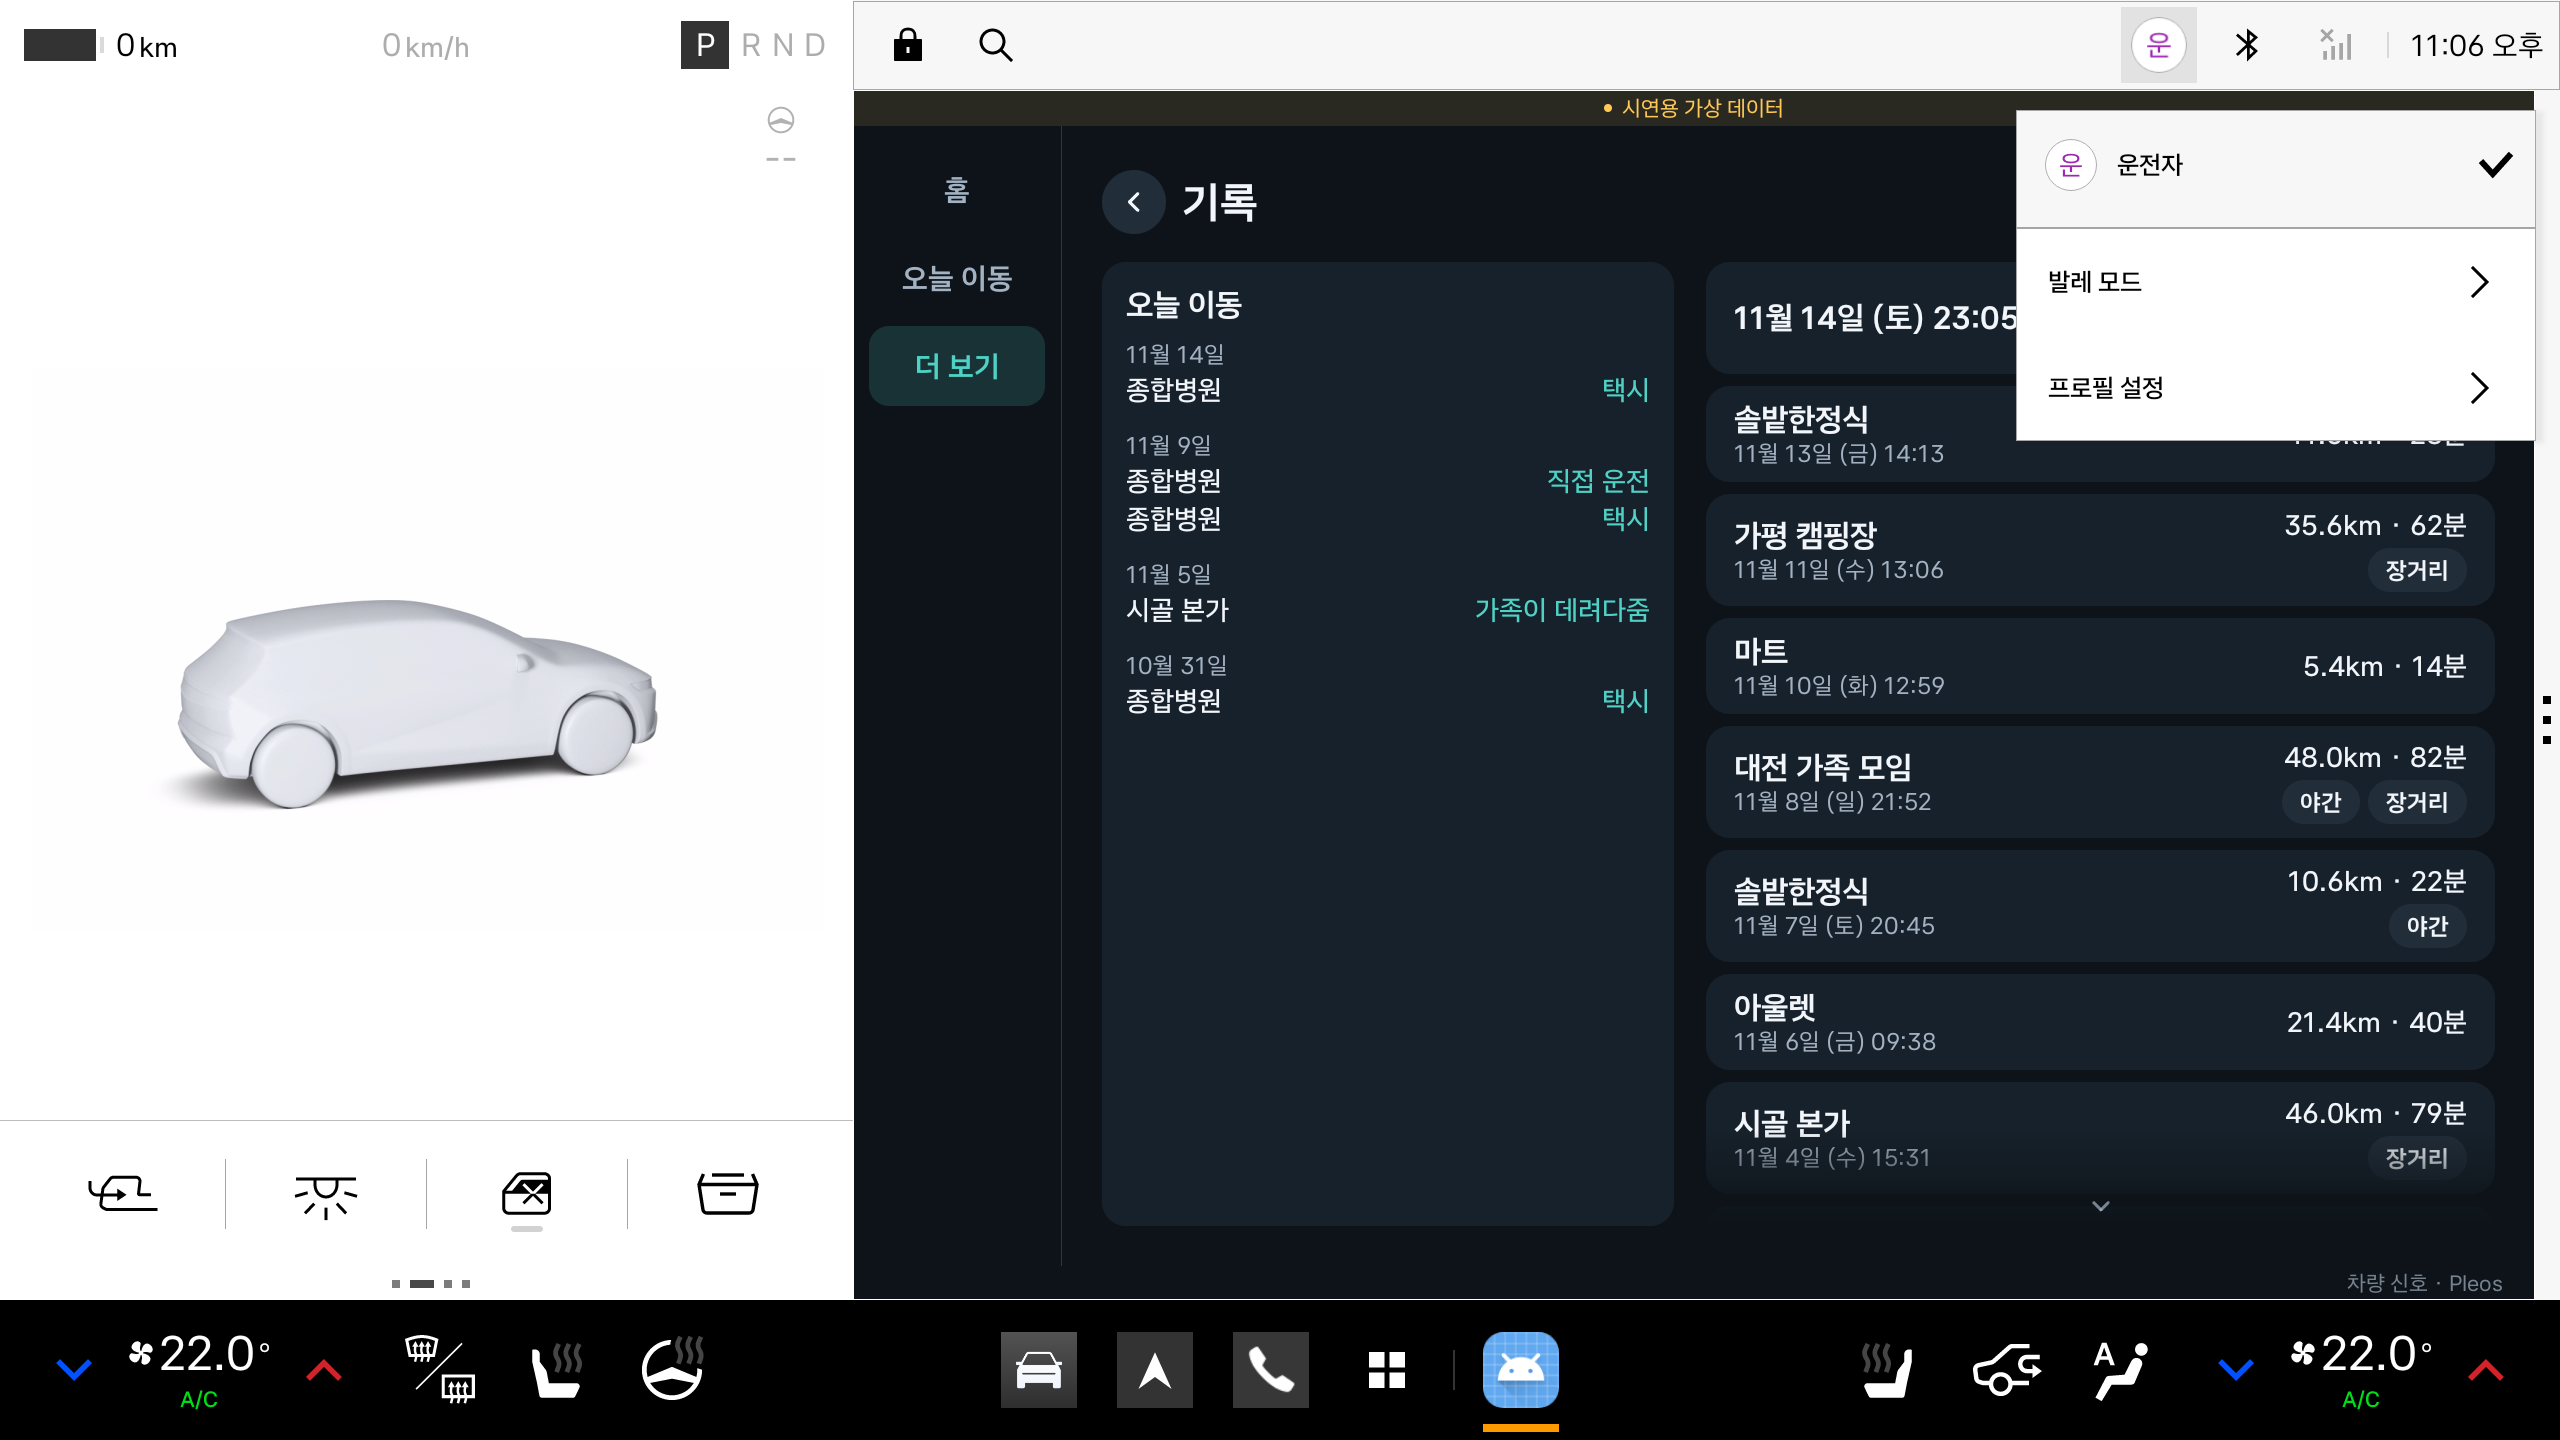 0 km
0 km/h
P R N D
--
운
11:06 오후
시연용 가상 데이터
운 운전자
발레 모드
프로필 설정
홈
오늘 이동
더 보기
기록
오늘 이동
11월 14일
종합병원 택시
11월 9일
종합병원 직접 운전
종합병원 택시
11월 5일
시골 본가 가족이 데려다줌
10월 31일
종합병원 택시
11월 14일 (토) 23:05
솔밭한정식
11월 13일 (금) 14:13
가평 캠핑장 35.6km · 62분
11월 11일 (수) 13:06 장거리
마트 5.4km · 14분
11월 10일 (화) 12:59
대전 가족 모임 48.0km · 82분
11월 8일 (일) 21:52 야간 장거리
솔밭한정식 10.6km · 22분
11월 7일 (토) 20:45 야간
아울렛 21.4km · 40분
11월 6일 (금) 09:38
시골 본가 46.0km · 79분
11월 4일 (수) 15:31 장거리
차량 신호 · Pleos
22.0°
A/C
A
22.0°
A/C